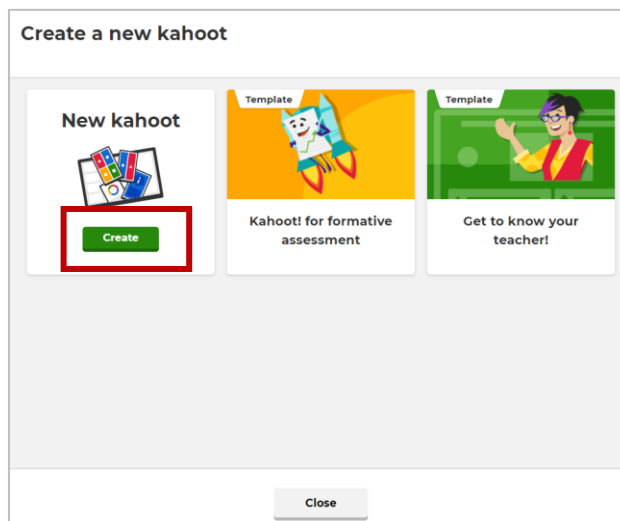 Create a new kahoot
New kahoot
Create
Template
Kahoot! for formative
assessment
Template
Get to know your
teacher!
Close